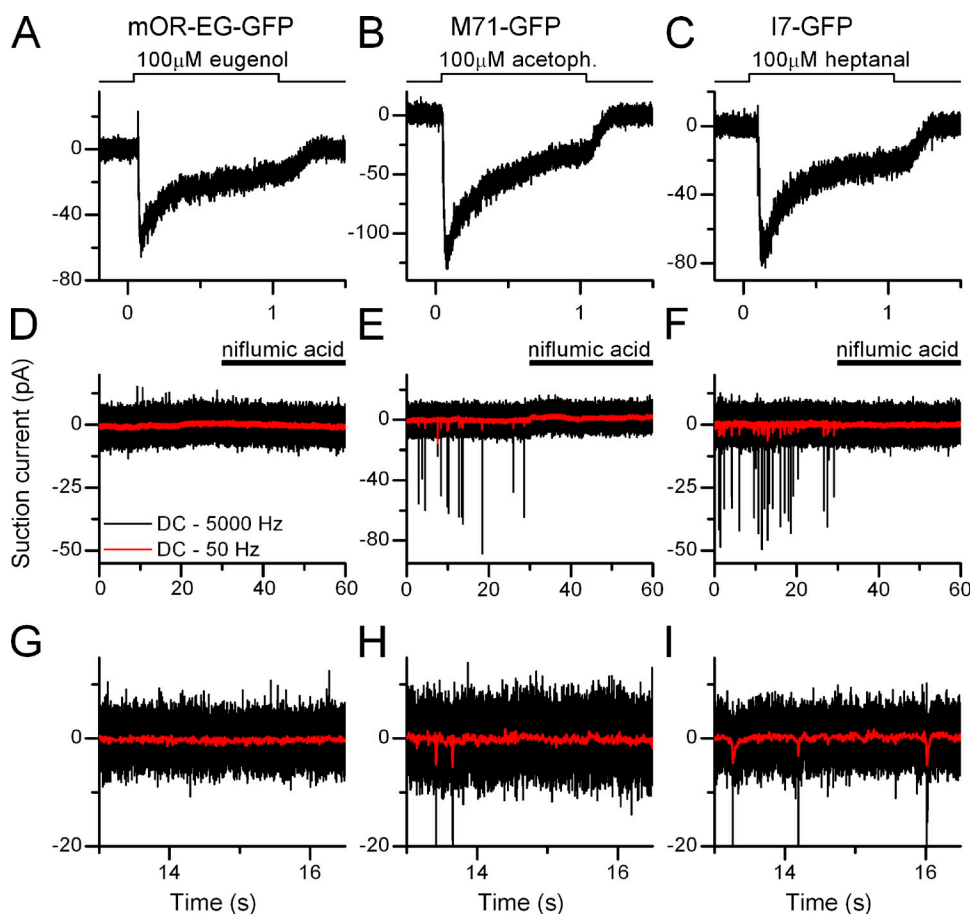 A mOR-EG-GFP B M71-GFP C I7-GFP
100μM eugenol 100μM acetoph. 100μM heptanal
0 0 0
-40 -50 -40
-80 -100 -80
0 1 0 1 0 1
D E F
niflumic acid niflumic acid niflumic acid
Suction current (pA)
0 0 0
-25 -40 -25
-50 -80 -50
DC - 5000 Hz
DC - 50 Hz
0 20 40 60 0 20 40 60 0 20 40 60
G H I
0 0 0
-10 -10 -10
-20 -20 -20
14 16 14 16 14 16
Time (s) Time (s) Time (s)